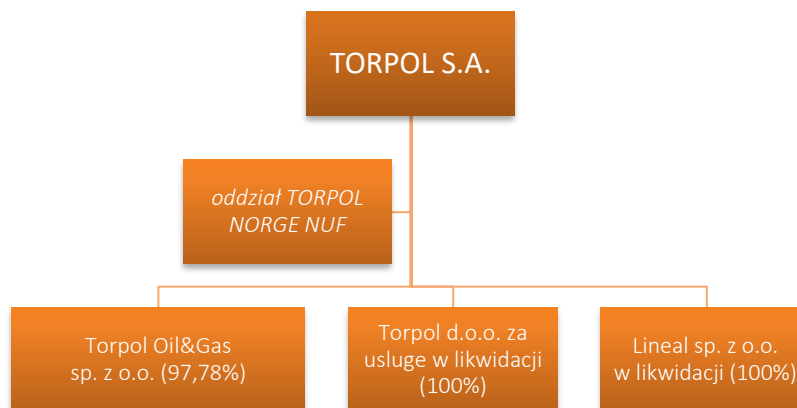 TORPOL S.A.
oddział TORPOL
NORGE NUF
Torpol Oil&Gas
sp. z o.o. (97,78%)
Torpol d.o.o. za
usluge w likwidacji
(100%)
Lineal sp. z o.o.
w likwidacji (100%)